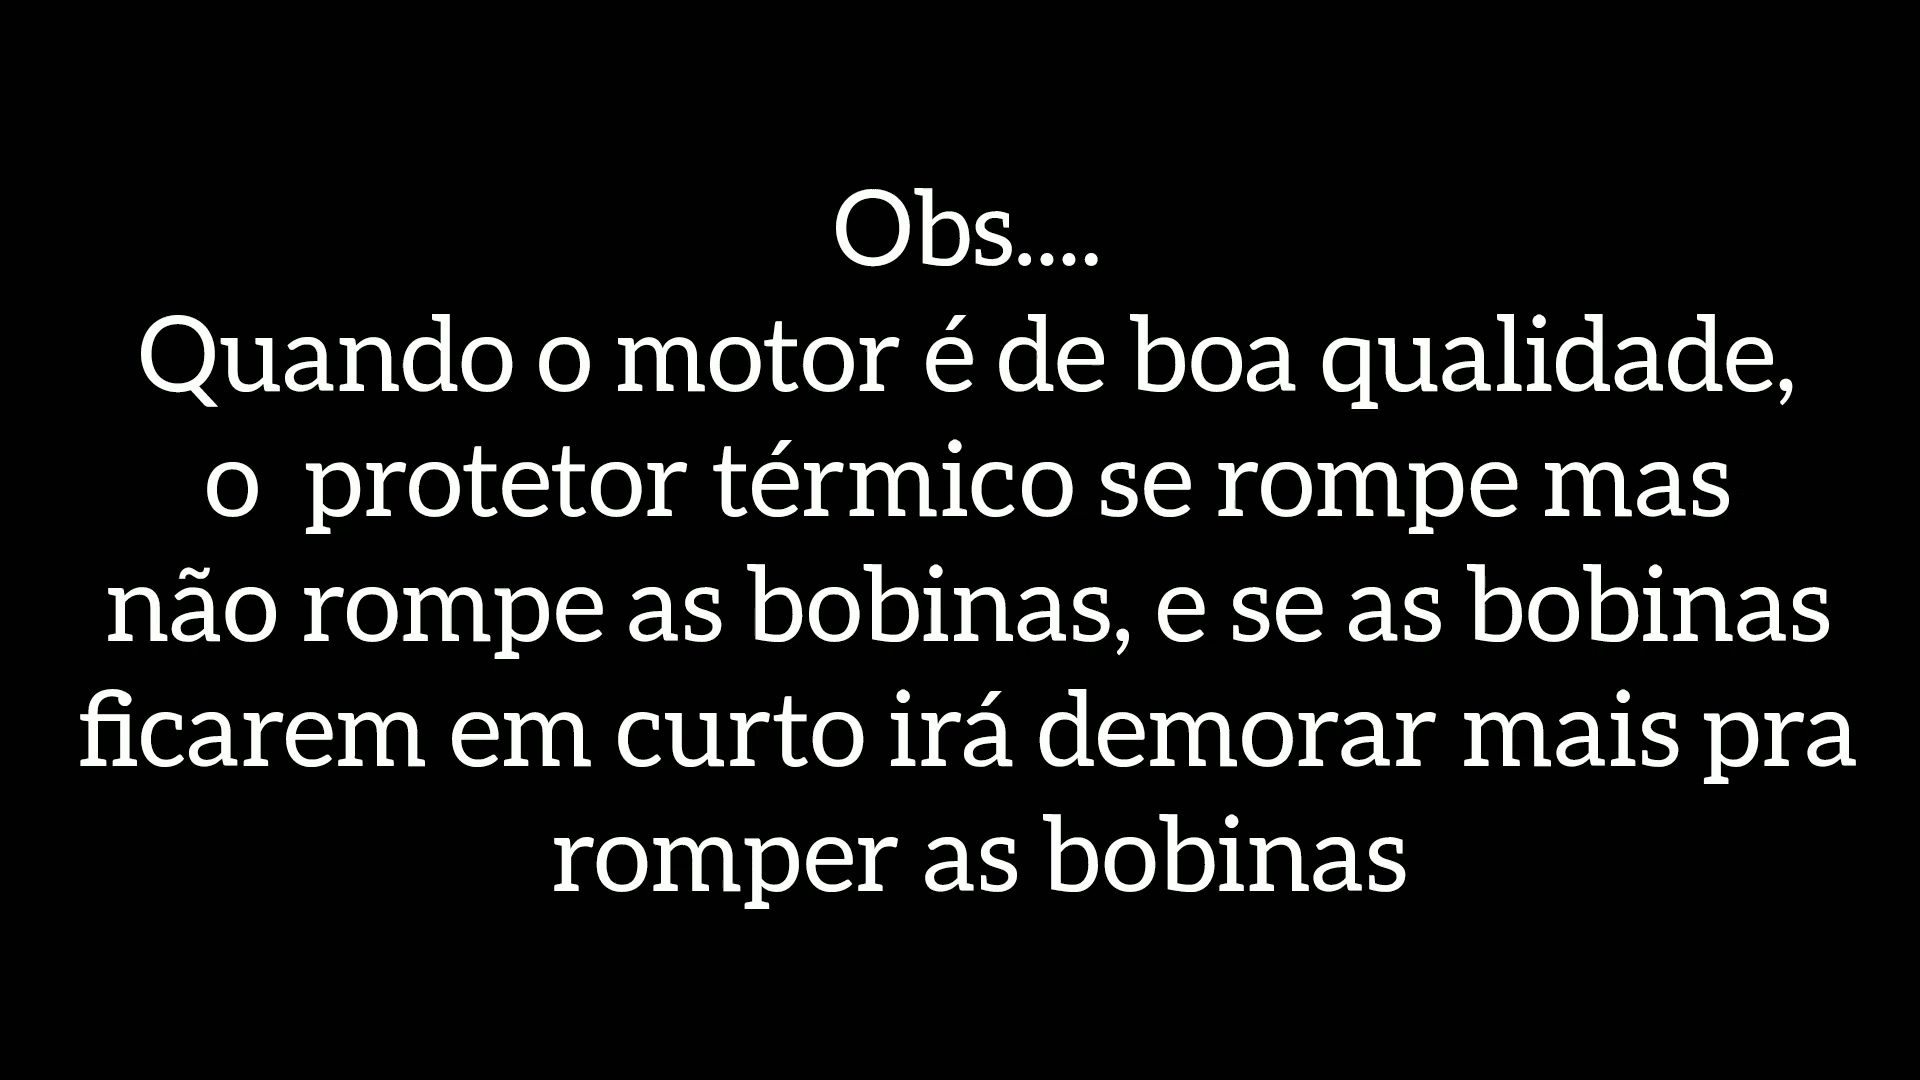 Obs....
Quando o motor é de boa qualidade,
o  protetor térmico se rompe mas
não rompe as bobinas, e se as bobinas
ficarem em curto irá demorar mais pra
romper as bobinas